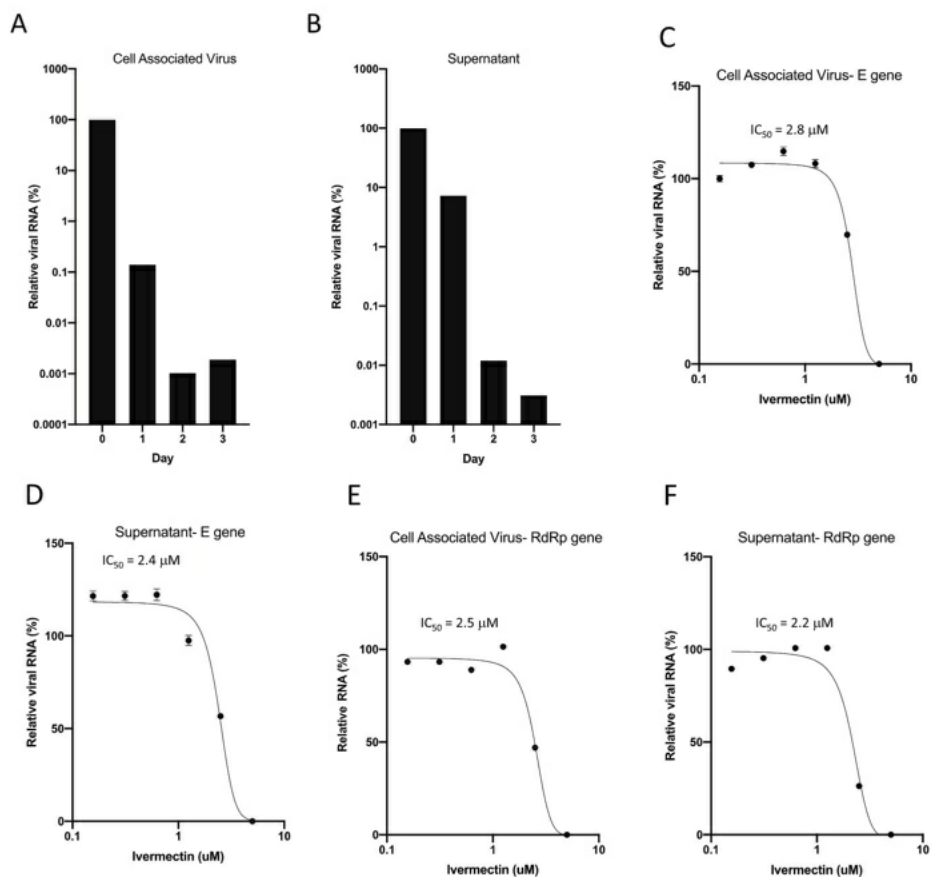 A
Cell Associated Virus
Relative viral RNA (%)
1000
100
10
1
0.1
0.01
0.001
0.0001
0 1 2 3
Day
B
Supernatant
Relative viral RNA (%)
1000
100
10
1
0.1
0.01
0.001
0 1 2 3
Day
C
Cell Associated Virus- E gene
IC50 = 2.8 µM
Relative viral RNA (%)
150
100
50
0
0.1 1 10
Ivermectin (uM)
D
Supernatant- E gene
IC50 = 2.4 µM
Relative viral RNA (%)
150
100
50
0
0.1 1 10
Ivermectin (uM)
E
Cell Associated Virus- RdRp gene
IC50 = 2.5 µM
Relative RNA (%)
150
100
50
0
0.1 1 10
Ivermectin (uM)
F
Supernatant- RdRp gene
IC50 = 2.2 µM
Relative viral RNA (%)
150
100
50
0
0.1 1 10
Ivermectin (uM)